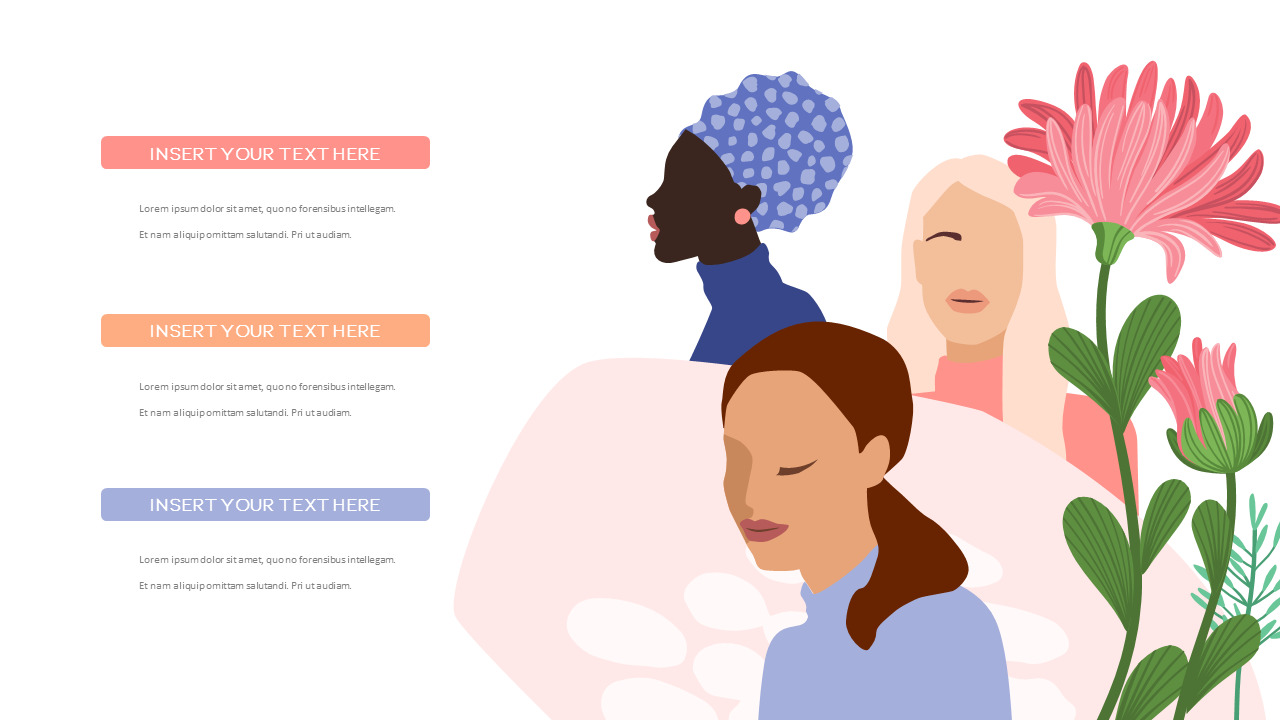 INSERT YOUR TEXT HERE
Lorem ipsum dolor sit amet, quo no forensibus intellegam.
Et nam aliquip omittam salutandi. Pri ut audiam.
INSERT YOUR TEXT HERE
Lorem ipsum dolor sit amet, quo no forensibus intellegam.
Et nam aliquip omittam salutandi. Pri ut audiam.
INSERT YOUR TEXT HERE
Lorem ipsum dolor sit amet, quo no forensibus intellegam.
Et nam aliquip omittam salutandi. Pri ut audiam.